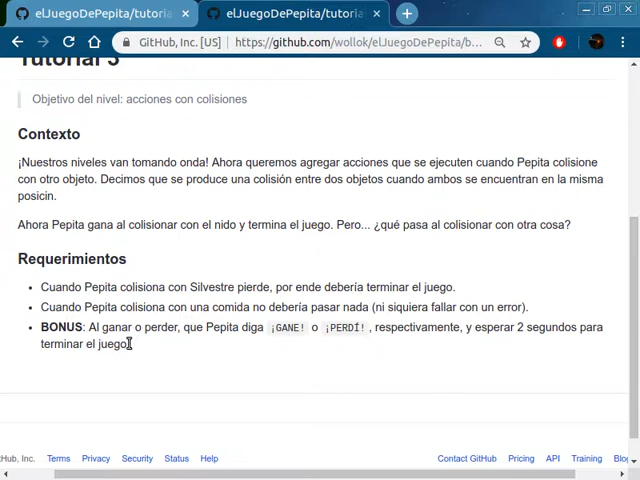 elJuegoDePepita/tutoria
elJuegoDePepita/tutoria
GitHub, Inc. [US]
https://github.com/wollok/elJuegoDePepita/b...
Tutorial 3
Objetivo del nivel: acciones con colisiones
Contexto
¡Nuestros niveles van tomando onda! Ahora queremos agregar acciones que se ejecuten cuando Pepita colisione
con otro objeto. Decimos que se produce una colisión entre dos objetos cuando ambos se encuentran en la misma
posicin.
Ahora Pepita gana al colisionar con el nido y termina el juego. Pero... ¿qué pasa al colisionar con otra cosa?
Requerimientos
• Cuando Pepita colisiona con Silvestre pierde, por ende debería terminar el juego.
• Cuando Pepita colisiona con una comida no debería pasar nada (ni siquiera fallar con un error).
• BONUS: Al ganar o perder, que Pepita diga ¡GANE! o ¡PERDÍ!, respectivamente, y esperar 2 segundos para
terminar el juego.
Hub, Inc. Terms Privacy Security Status Help Contact GitHub Pricing API Training Blog